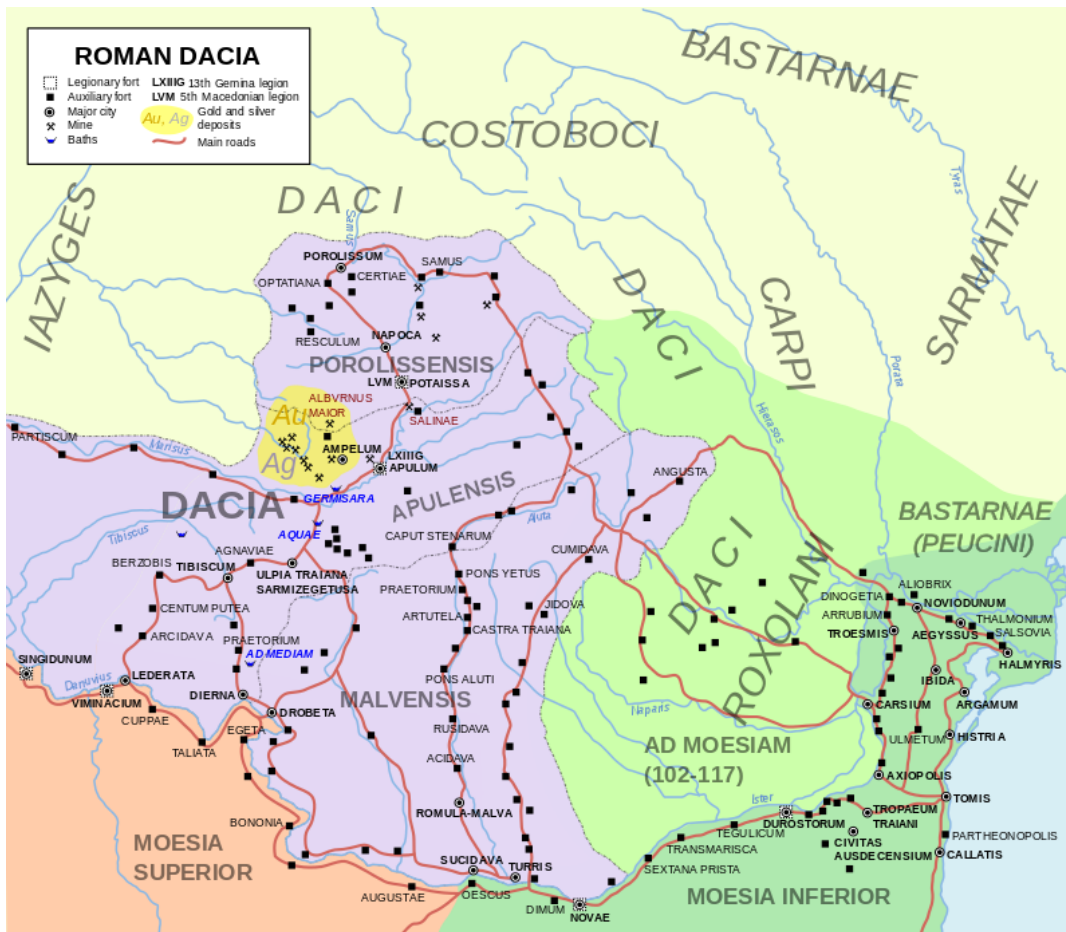 ROMAN DACIA
Legionary fort
LXIIIG 13th Gemina legion
Auxiliary fort
LVM 5th Macedonian legion
Major city
Au, Ag
Gold and silver
deposits
Mine
Baths
Main roads
BASTARNAE
COSTOBOCI
DACI
IAZYGES
Samus
Tyras
SARMATAE
DACI
CARPI
POROLISSUM
SAMUS
CERTIAE
OPTATIANA
RESCULUM
NAPOCA
POROLISSENSIS
LVM
POTAISSA
Porata
Hierasos
ALBVRNUS
MAIOR
SALINAE
Au
Ag
AMPELUM
PARTISCUM
Marisus
LXIIIG
APULUM
GERMISARA
DACIA
APULENSIS
ANGUSTA
AQUAE
Aluta
Tibiscus
CAPUT STENARUM
CUMIDAVA
DACI
ROXOLANI
BASTARNAE
(PEUCINI)
BERZOBIS
AGNAVIAE
TIBISCUM
ULPIA TRAIANA
SARMIZEGETUSA
PONS VETUS
PRAETORIUM
ARTUTELA
JIDOVA
CASTRA TRAIANA
CENTUM PUTEA
ARCIDAVA
PRAETORIUM
AD MEDIAM
ALIOBRIX
DINOGETIA
NOVIODUNUM
ARRUBIUM
THALMONIUM
TROESMIS
AEGYSSUS
SALSOVIA
HALMYRIS
SINGIDUNUM
Danuvius
LEDERATA
VIMINACIUM
DIERNA
DROBETA
CUPPAE
EGETA
TALIATA
MALVENSIS
PONS ALUTI
RUSIDAVA
ACIDAVA
ROMULA-MALVA
Naparis
IBIDA
ARGAMUM
CARSIUM
ULMETUM
HISTRIA
AD MOESIAM
(102-117)
AXIOPOLIS
Ister
TOMIS
DUROSTORUM
TROPAEUM
TRAIANI
TEGULICUM
CIVITAS
AUSDECENSIUM
PARTHEONOPOLIS
CALLATIS
TRANSMARISCA
SEXTANA PRISTA
BONONIA
MOESIA
SUPERIOR
SUCIDAVA
TURRIS
AUGUSTAE
OESCUS
DIMUM
NOVAE
MOESIA INFERIOR